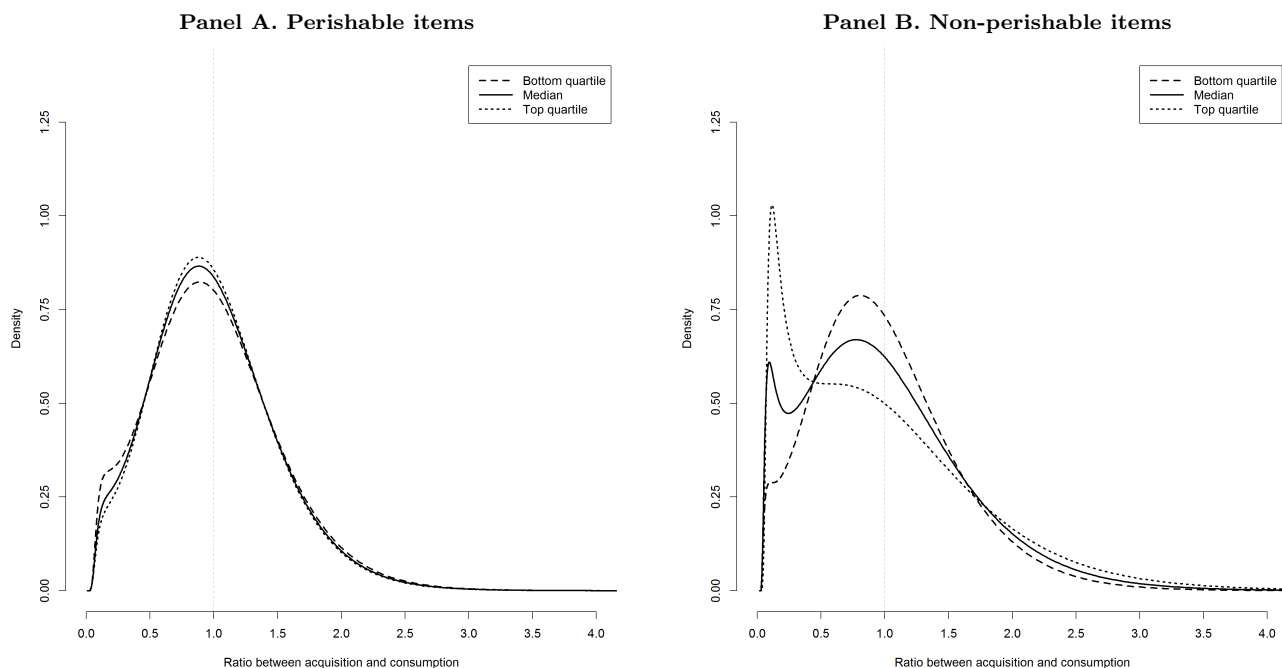 Panel A. Perishable items
Bottom quartile
Median
Top quartile
Density
1.25
1.00
0.75
0.50
0.25
0.00
0.0 0.5 1.0 1.5 2.0 2.5 3.0 3.5 4.0
Ratio between acquisition and consumption
Panel B. Non-perishable items
Bottom quartile
Median
Top quartile
Density
1.25
1.00
0.75
0.50
0.25
0.00
0.0 0.5 1.0 1.5 2.0 2.5 3.0 3.5 4.0
Ratio between acquisition and consumption